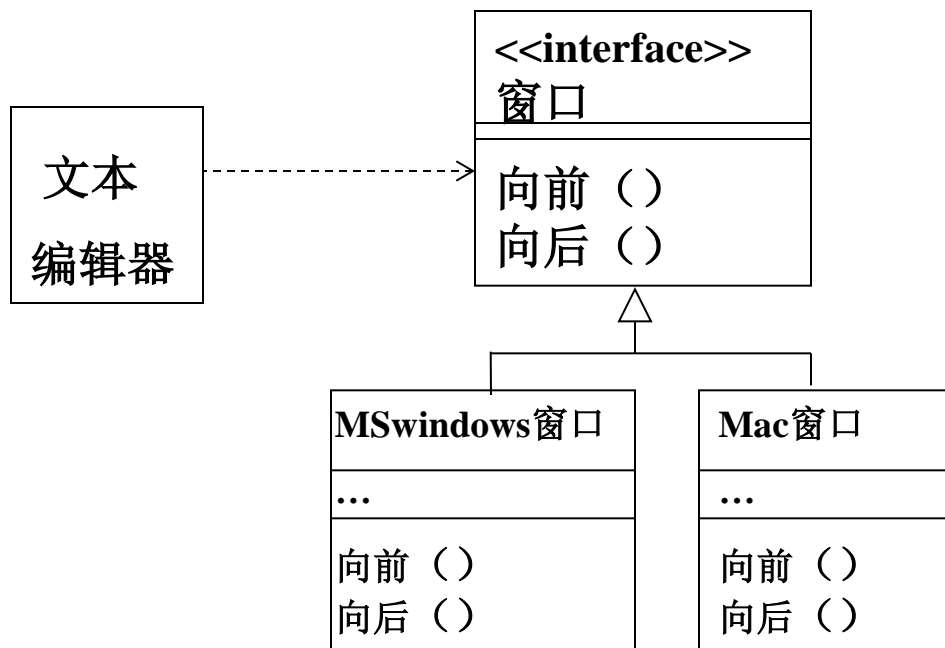 <<interface>>
窗口
向前（）
向后（）
文本
编辑器
MSwindows窗口
...
向前（）
向后（）
Mac窗口
...
向前（）
向后（）